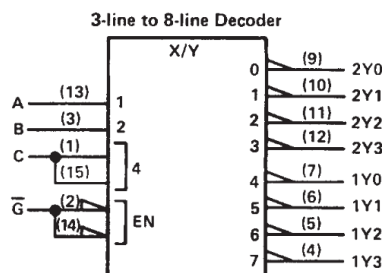 3-line to 8-line Decoder
X/Y
0 (9) 2Y0
A (13) 1
1 (10) 2Y1
B (3) 2
2 (11) 2Y2
C (1)
3 (12) 2Y3
(15) 4
4 (7) 1Y0
G̅ (2)
5 (6) 1Y1
(14) EN
6 (5) 1Y2
7 (4) 1Y3